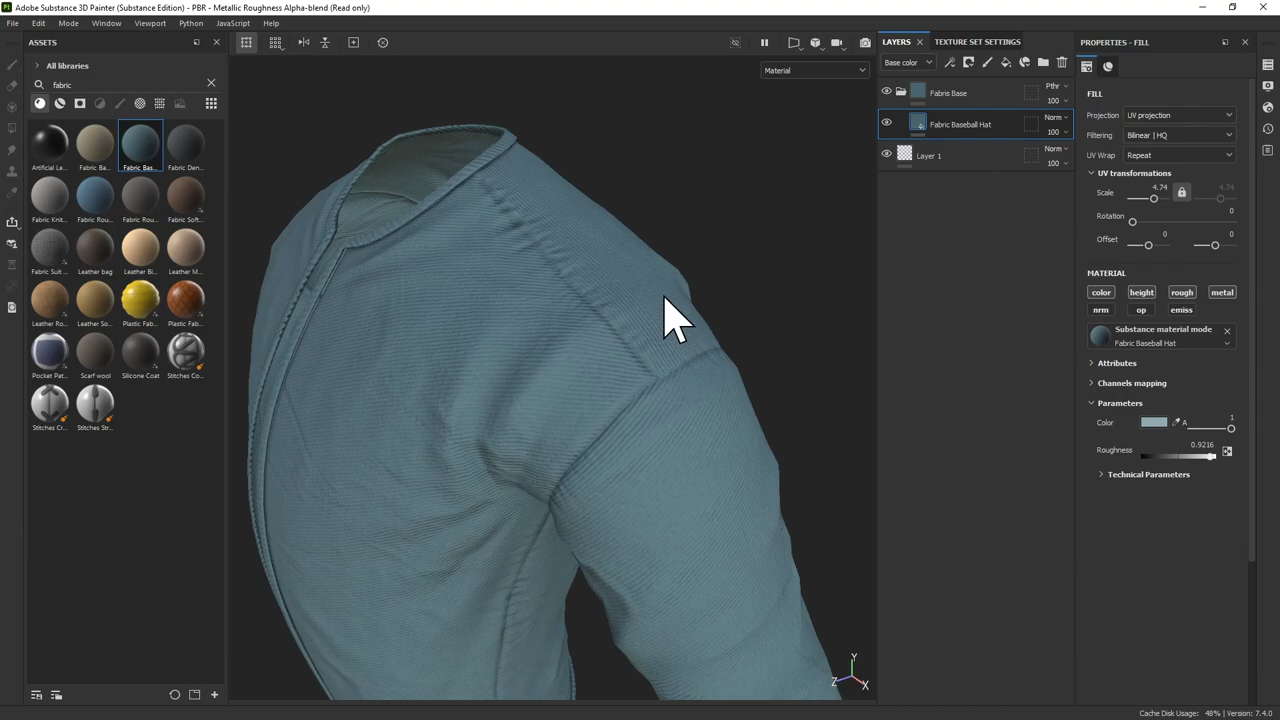 Pt Adobe Substance 3D Painter (Substance Edition) - PBR - Metallic Roughness Alpha-blend (Read only)
File Edit Mode Window Viewport Python JavaScript Help
ASSETS
All libraries
fabric
Artificial Le...
Fabric Ba...
Fabric Bas...
Fabric Den...
Fabric Knit...
Fabric Rou...
Fabric Rou...
Fabric Soft...
Fabric Suit ...
Leather bag
Leather Bi...
Leather M...
Leather Ro...
Leather So...
Plastic Fab...
Plastic Fab...
Pocket Pat...
Scarf wool
Silicone Coat
Stitches Co...
Stitches Cr...
Stitches Str...
Material
Y
Z
X
LAYERS
TEXTURE SET SETTINGS
Base color
Fabris Base
Pthr
100
Fabric Baseball Hat
Norm
100
Layer 1
Norm
100
PROPERTIES - FILL
FILL
Projection UV projection
Filtering Bilinear | HQ
UV Wrap Repeat
UV transformations
Scale 4.74 4.74
Rotation 0
Offset 0 0
MATERIAL
color height rough metal
nrm op emiss
Substance material mode
Fabric Baseball Hat
Attributes
Channels mapping
Parameters
Color A 1
Roughness 0.9216
Technical Parameters
Cache Disk Usage: 48% | Version: 7.4.0